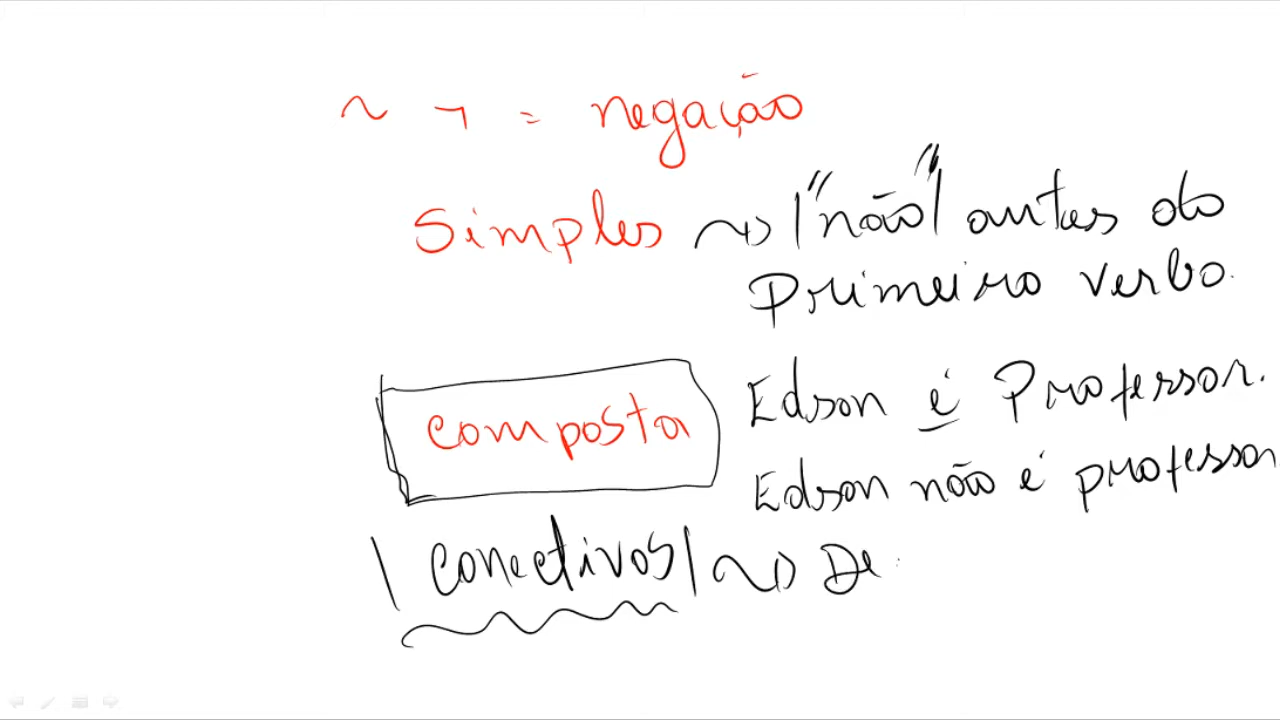 ~ ¬ = negação
simples ~> "não" antes do
primeiro verbo.
composta
Edson é Professor.
Edson não é professor
conectivos ~> De